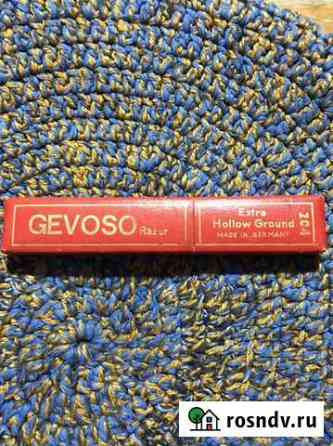 GEVOSO Razor
Extra
Hollow Ground
MADE IN GERMANY
rosndv.ru